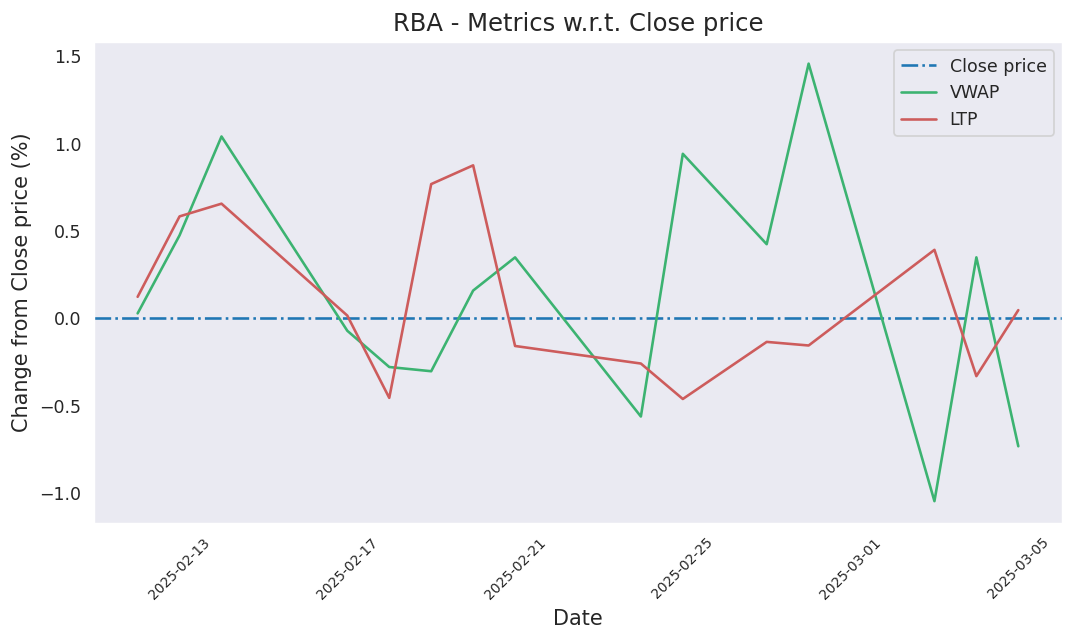 RBA - Metrics w.r.t. Close price
Change from Close price (%)
1.5
1.0
0.5
0.0
−0.5
−1.0
Close price
VWAP
LTP
2025-02-13
2025-02-17
2025-02-21
2025-02-25
2025-03-01
2025-03-05
Date